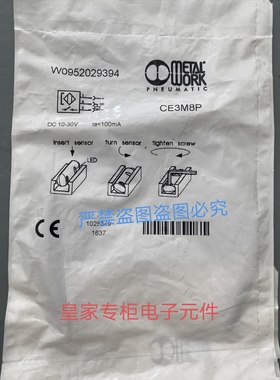 METAL
WORK
PNEUMATIC
W0952029394
CE3M8P
DC 10-30V Ia<100mA
insert sensor
turn sensor
tighten screw
LED
严禁盗图盗图必究
CE
1637
皇家专柜电子元件